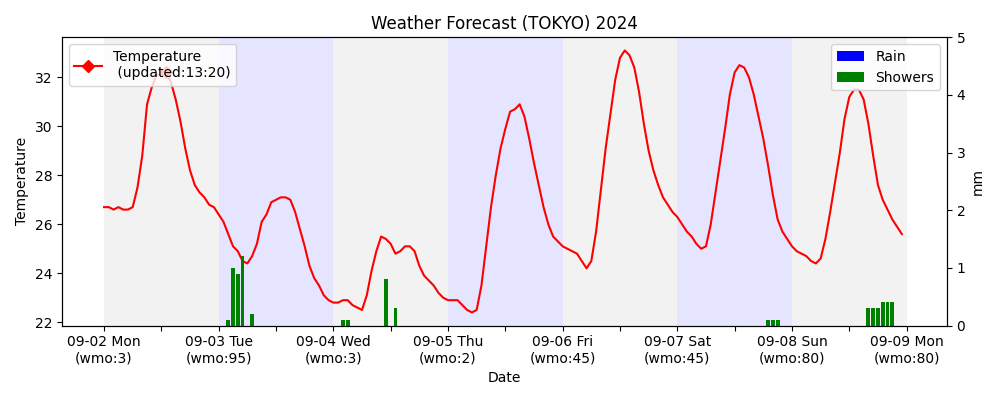 Weather Forecast (TOKYO) 2024
Temperature
(updated:13:20)
Rain
Showers
Temperature
32
30
28
26
24
22
5
4
3
2
1
0
mm
09-02 Mon
(wmo:3)
09-03 Tue
(wmo:95)
09-04 Wed
(wmo:3)
09-05 Thu
(wmo:2)
09-06 Fri
(wmo:45)
09-07 Sat
(wmo:45)
09-08 Sun
(wmo:80)
09-09 Mon
(wmo:80)
Date